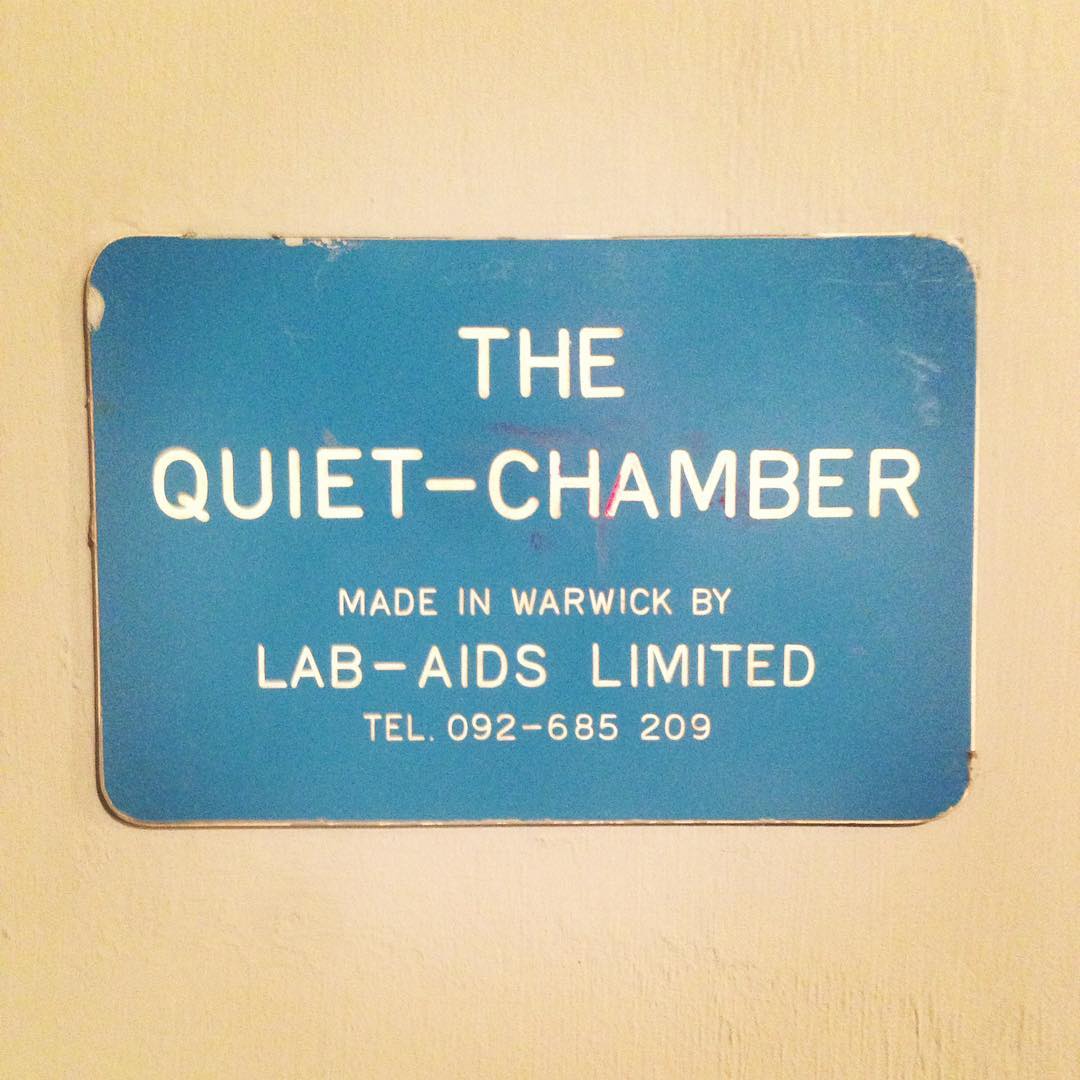 THE
QUIET-CHAMBER
MADE IN WARWICK BY
LAB-AIDS LIMITED
TEL. 092-685 209